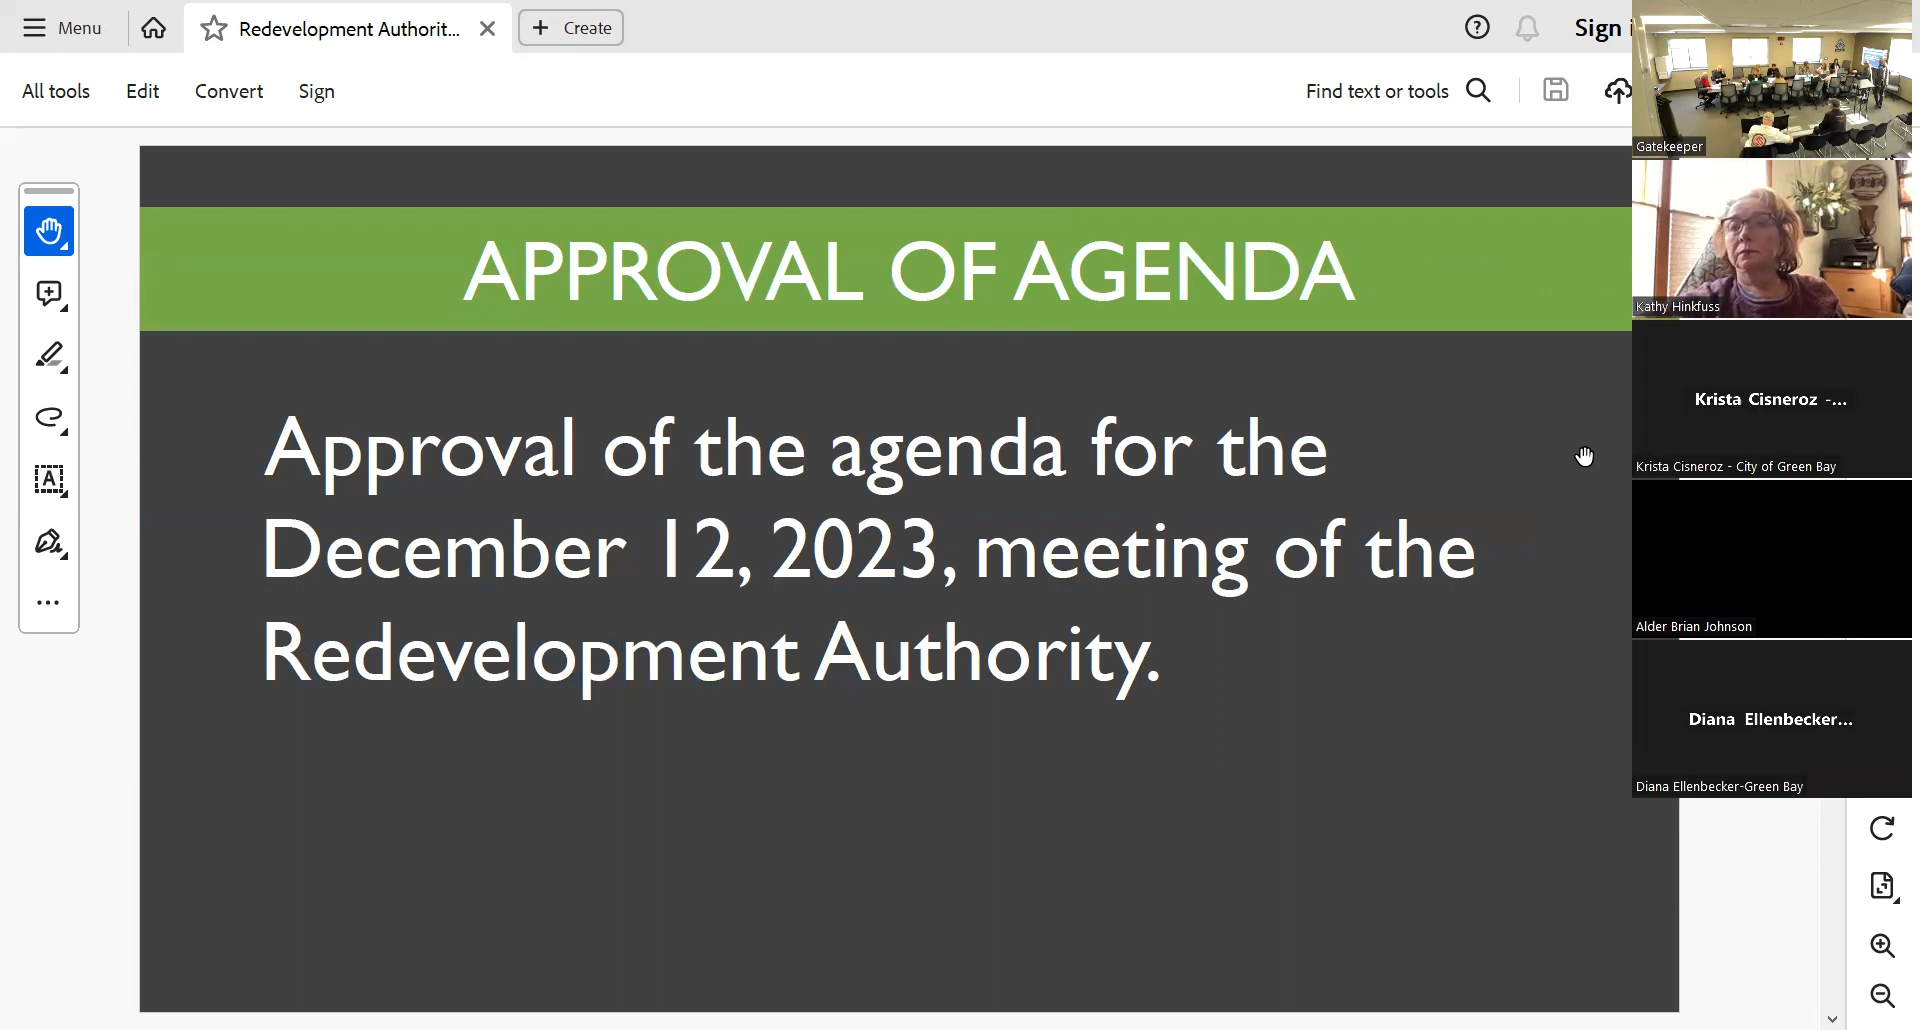 Menu
Redevelopment Authorit...
Create
Sign i
All tools
Edit
Convert
Sign
Find text or tools
APPROVAL OF AGENDA
Approval of the agenda for the
December 12, 2023, meeting of the
Redevelopment Authority.
Gatekeeper
Kathy Hinkfuss
Krista Cisneroz -...
Krista Cisneroz - City of Green Bay
Alder Brian Johnson
Diana Ellenbecker...
Diana Ellenbecker-Green Bay